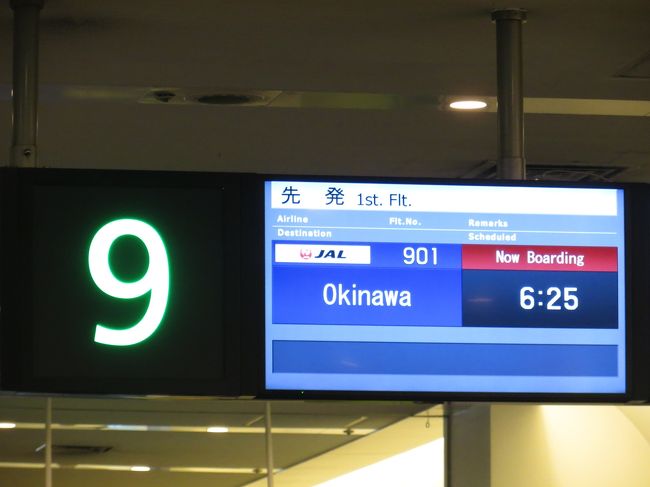 9
先 発 1st. Flt.
Airline Flt.No. Remarks
Destination Scheduled
JAL 901 Now Boarding
Okinawa 6:25